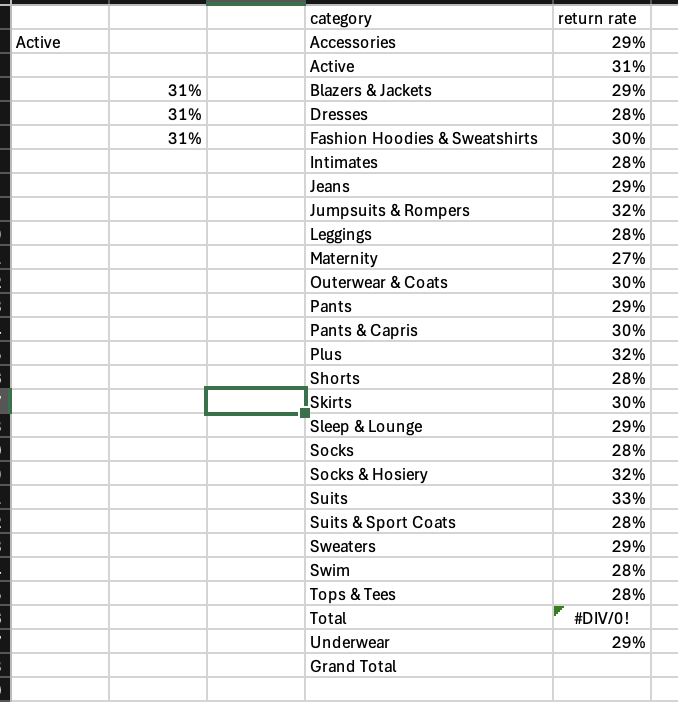 category return rate
Active Accessories 29%
Active 31%
31% Blazers & Jackets 29%
31% Dresses 28%
31% Fashion Hoodies & Sweatshirts 30%
Intimates 28%
Jeans 29%
Jumpsuits & Rompers 32%
Leggings 28%
Maternity 27%
Outerwear & Coats 30%
Pants 29%
Pants & Capris 30%
Plus 32%
Shorts 28%
Skirts 30%
Sleep & Lounge 29%
Socks 28%
Socks & Hosiery 32%
Suits 33%
Suits & Sport Coats 28%
Sweaters 29%
Swim 28%
Tops & Tees 28%
Total #DIV/0!
Underwear 29%
Grand Total